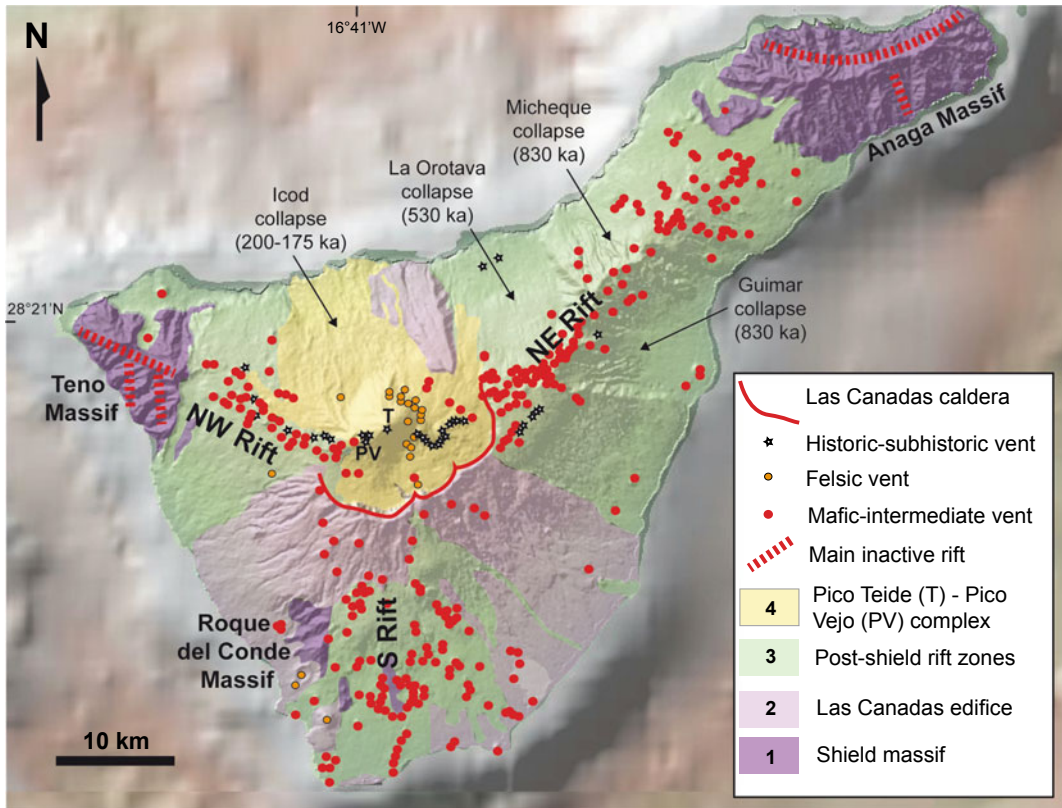 N
16°41'W
Micheque
collapse
(830 ka)
Anaga Massif
La Orotava
collapse
(530 ka)
Icod
collapse
(200-175 ka)
28°21'N
Guimar
collapse
(830 ka)
NE Rift
Teno
Massif
NW Rift
T
PV
Roque
del Conde
Massif
S Rift
10 km
Las Canadas caldera
Historic-subhistoric vent
Felsic vent
Mafic-intermediate vent
Main inactive rift
4 Pico Teide (T) - Pico
Vejo (PV) complex
3 Post-shield rift zones
2 Las Canadas edifice
1 Shield massif